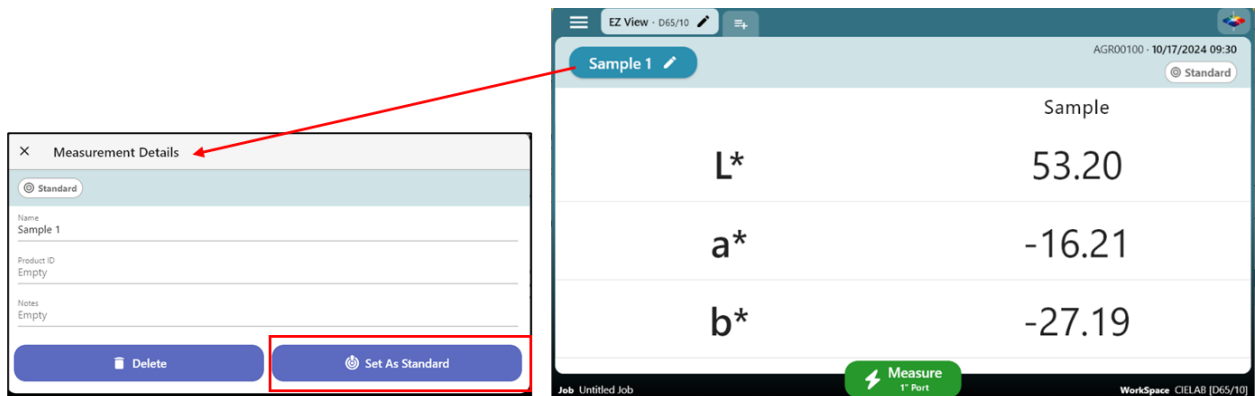 Measurement Details
Standard
Name
Sample 1
Product ID
Empty
Notes
Empty
Delete
Set As Standard
EZ View · D65/10
Sample 1
AGR00100 · 10/17/2024 09:30
Standard
Sample
L* 53.20
a* -16.21
b* -27.19
Measure
1" Port
Job Untitled Job
WorkSpace CIELAB [D65/10]